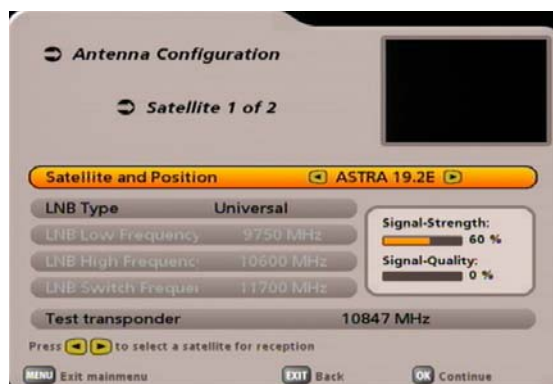 Antenna Configuration
Satellite 1 of 2
Satellite and Position ASTRA 19.2E
LNB Type Universal
LNB Low Frequency 9750 MHz
LNB High Frequenc 10600 MHz
LNB Switch Freque 11700 MHz
Signal-Strength:
60 %
Signal-Quality:
0 %
Test transponder 10847 MHz
Press to select a satellite for reception
MENU Exit mainmenu EXIT Back OK Continue